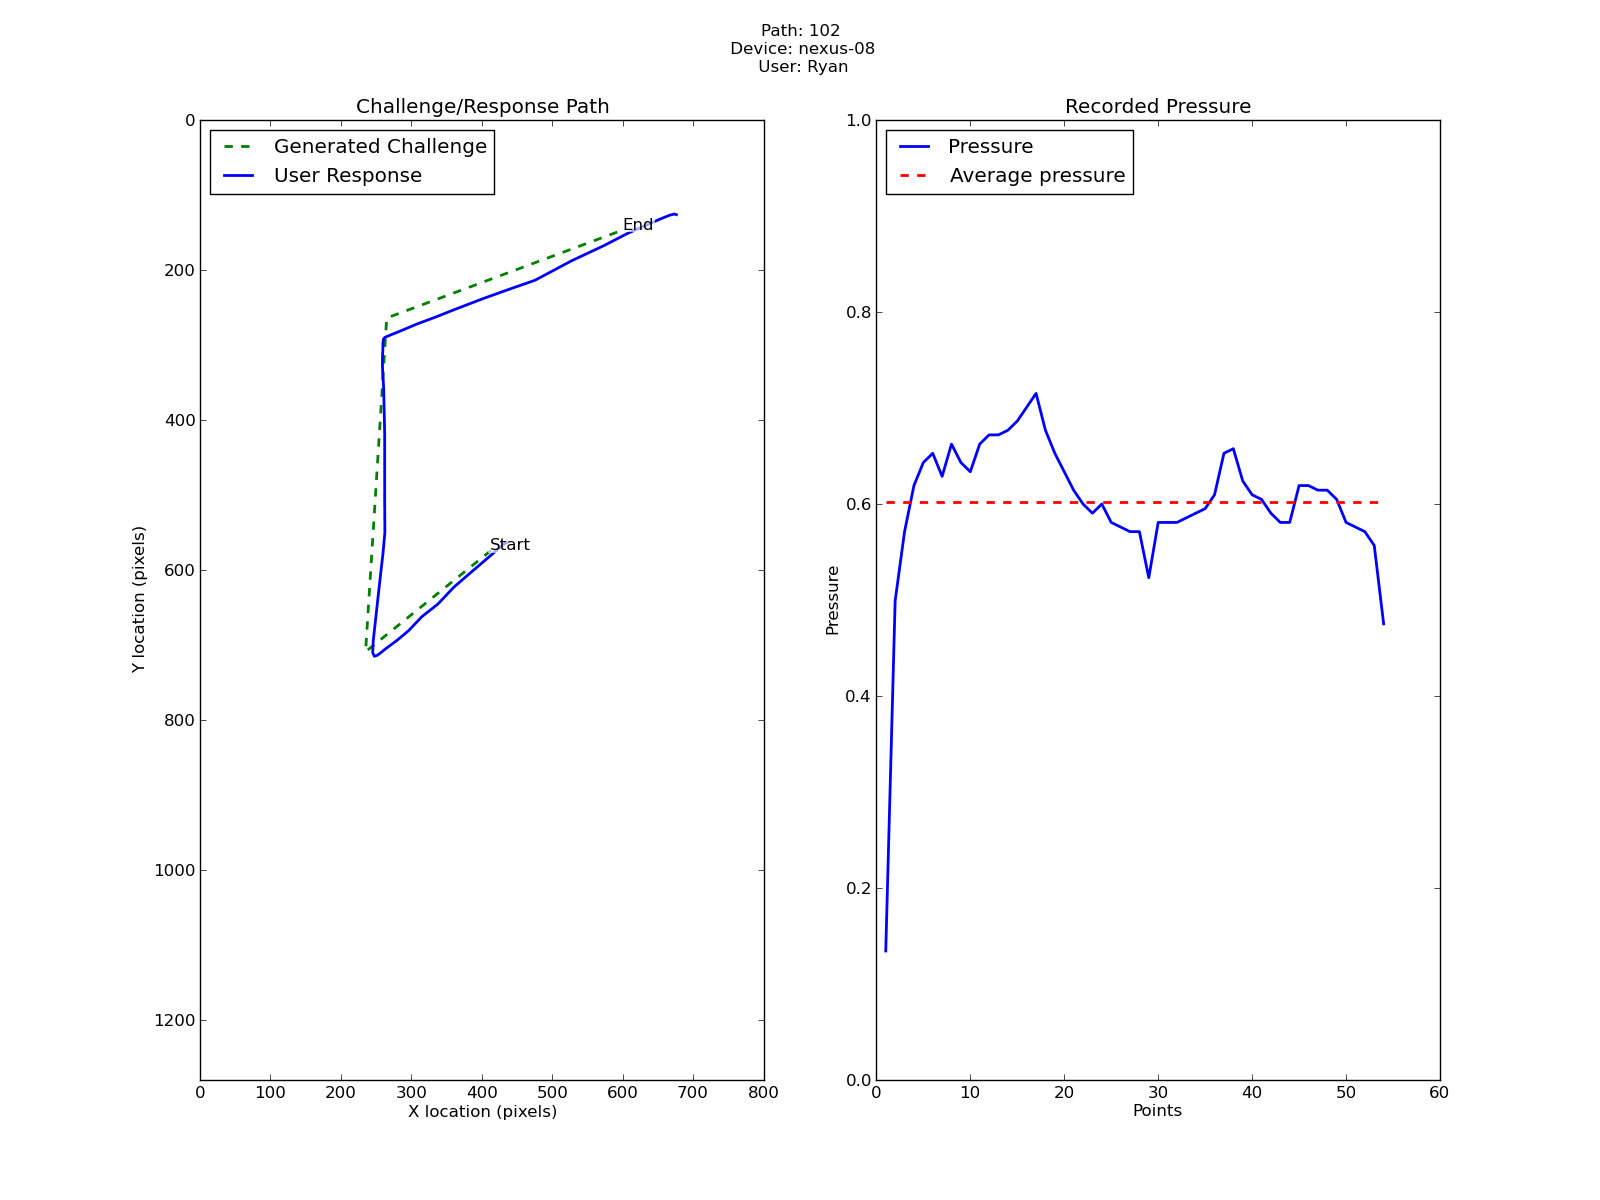 Path: 102
Device: nexus-08
User: Ryan
Challenge/Response Path
Generated Challenge
User Response
0
200
400
600
800
1000
1200
Y location (pixels)
End
Start
0 100 200 300 400 500 600 700 800
X location (pixels)
Recorded Pressure
Pressure
Average pressure
1.0
0.8
0.6
0.4
0.2
0.0
Pressure
0 10 20 30 40 50 60
Points